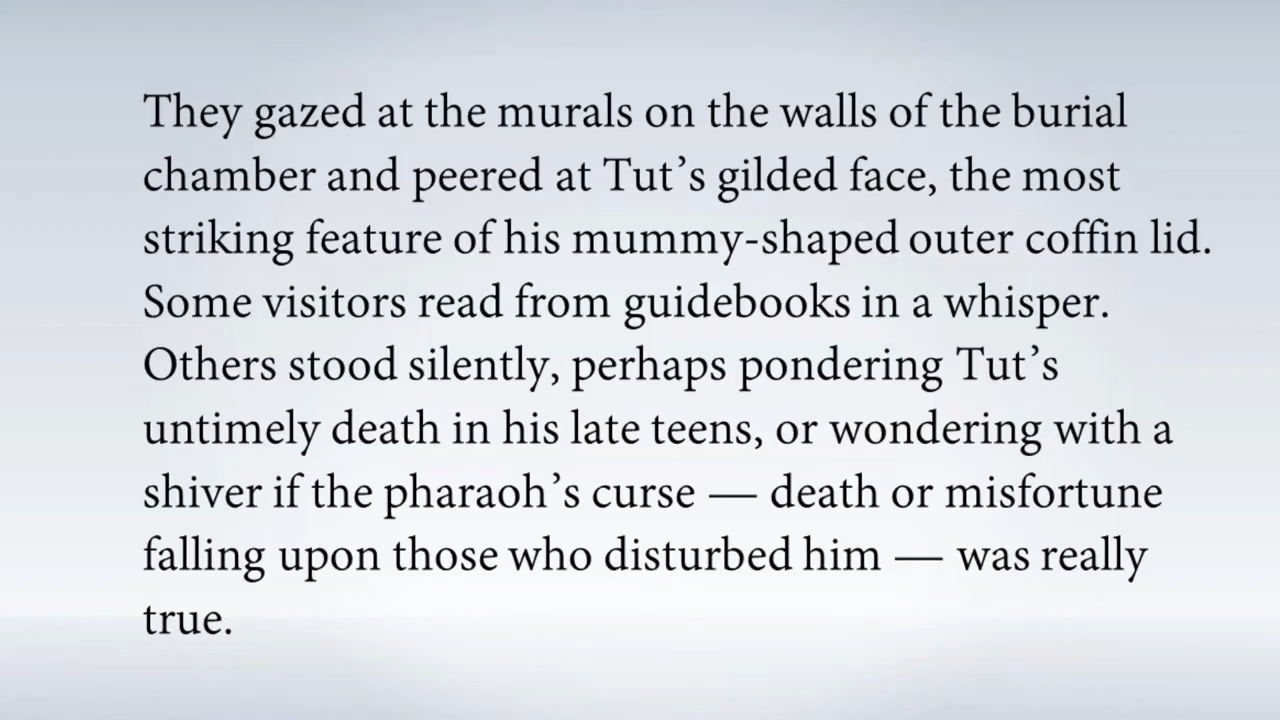 They gazed at the murals on the walls of the burial
chamber and peered at Tut’s gilded face, the most
striking feature of his mummy-shaped outer coffin lid.
Some visitors read from guidebooks in a whisper.
Others stood silently, perhaps pondering Tut’s
untimely death in his late teens, or wondering with a
shiver if the pharaoh’s curse — death or misfortune
falling upon those who disturbed him — was really
true.